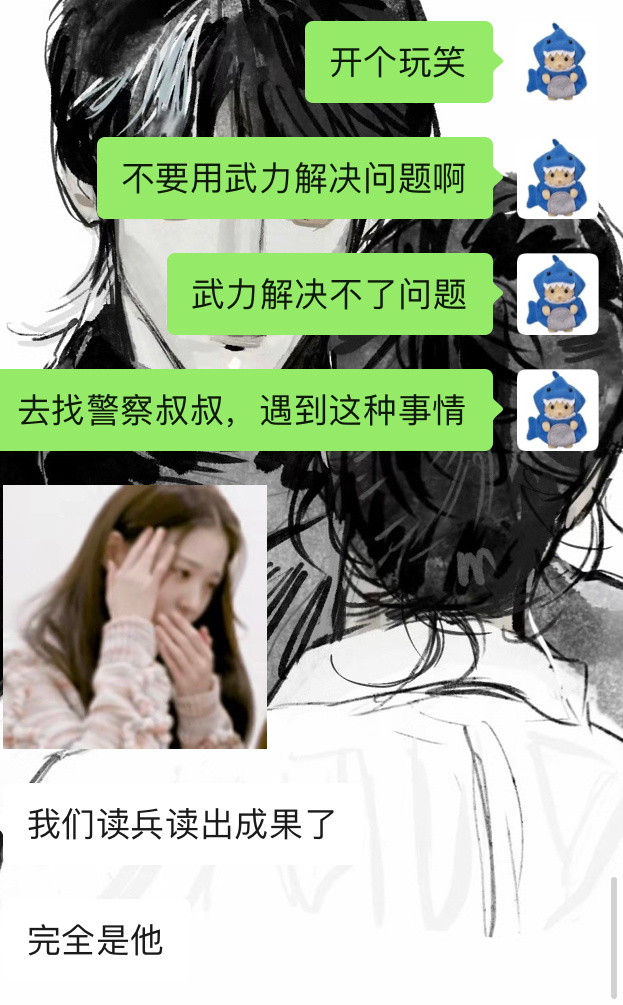 开个玩笑
不要用武力解决问题啊
武力解决不了问题
去找警察叔叔，遇到这种事情
我们读兵读出成果了
完全是他